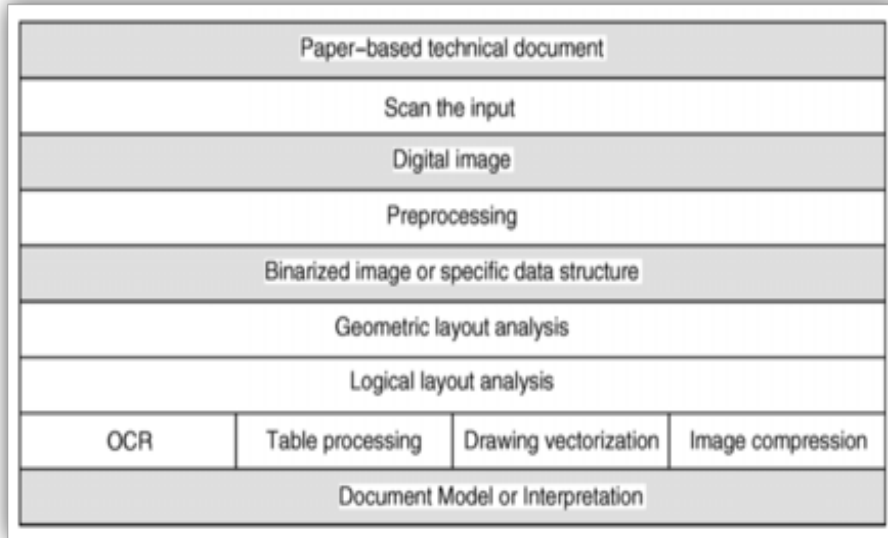 Paper-based technical document
Scan the input
Digital image
Preprocessing
Binarized image or specific data structure
Geometric layout analysis
Logical layout analysis
OCR Table processing Drawing vectorization Image compression
Document Model or Interpretation